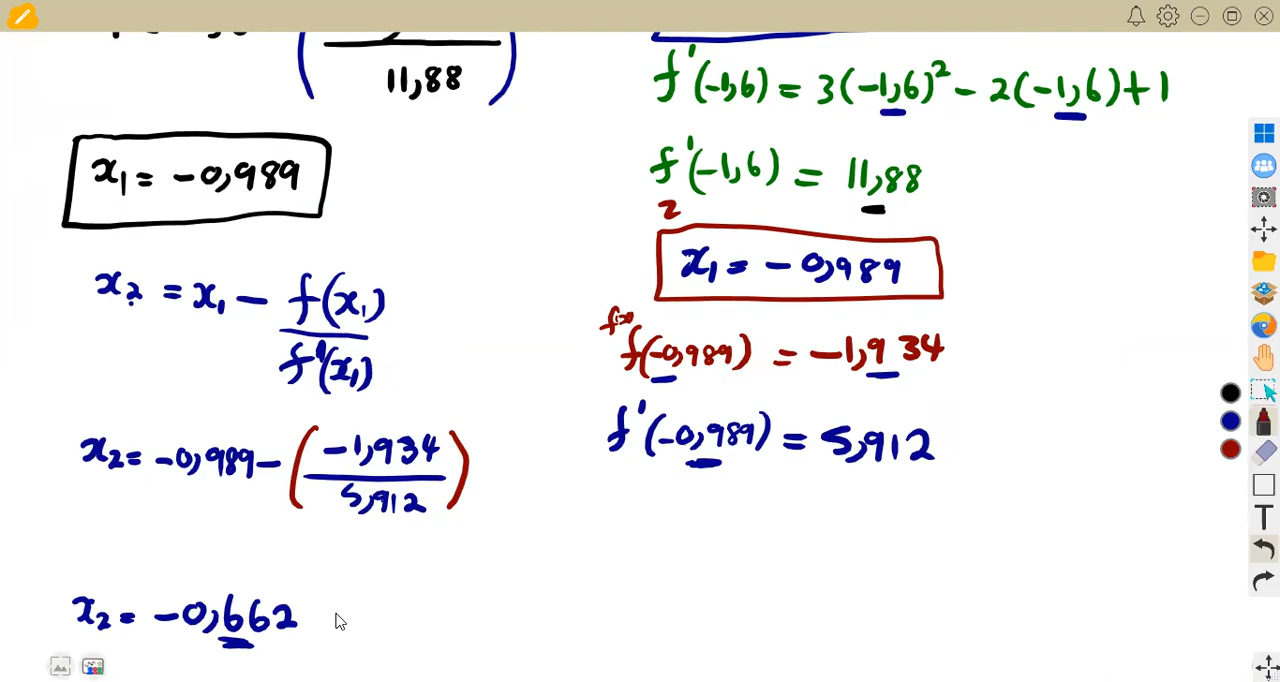 11,88
x₁ = -0,989
x₂ = x₁ - f(x₁)
f'(x₁)
x₂ = -0,989 - (-1,934
5,912)
x₂ = -0,662
f'(-1,6) = 3(-1,6)² - 2(-1,6) + 1
f'(-1,6) = 11,88
2
x₁ = -0,989
f(-0,989) = -1,934
f'(-0,989) = 5,912
T